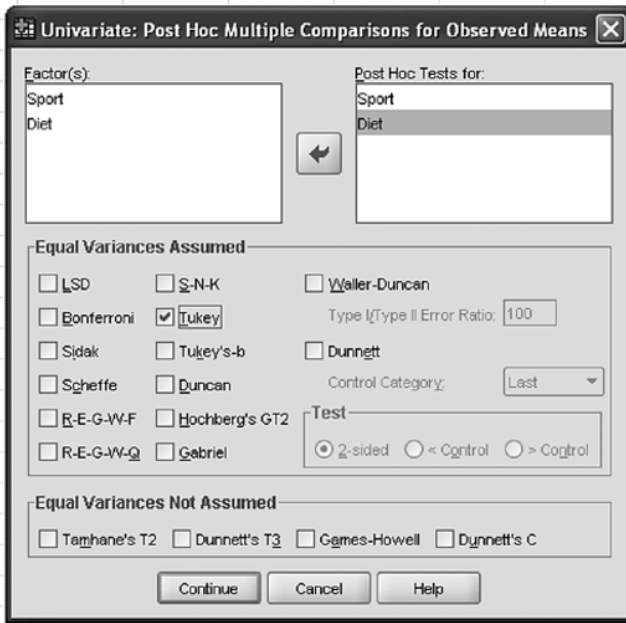 Univariate: Post Hoc Multiple Comparisons for Observed Means
Factor(s):
Sport
Diet
Post Hoc Tests for:
Sport
Diet
Equal Variances Assumed
LSD
S-N-K
Waller-Duncan
Bonferroni
Tukey
Type I/Type II Error Ratio: 100
Sidak
Tukey's-b
Dunnett
Scheffe
Duncan
Control Category: Last
R-E-G-W-F
Hochberg's GT2
Test
R-E-G-W-Q
Gabriel
2-sided < Control > Control
Equal Variances Not Assumed
Tamhane's T2 Dunnett's T3 Games-Howell Dunnett's C
Continue Cancel Help